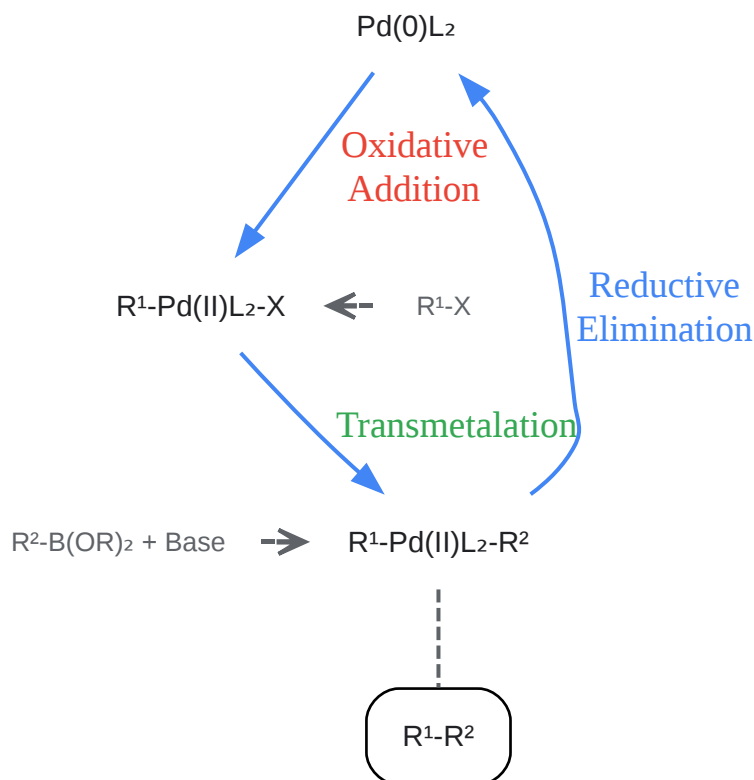 Pd(0)L₂
Oxidative
Addition
Reductive
Elimination
R¹-Pd(II)L₂-X
R¹-X
Transmetalation
R²-B(OR)₂ + Base
R¹-Pd(II)L₂-R²
R¹-R²